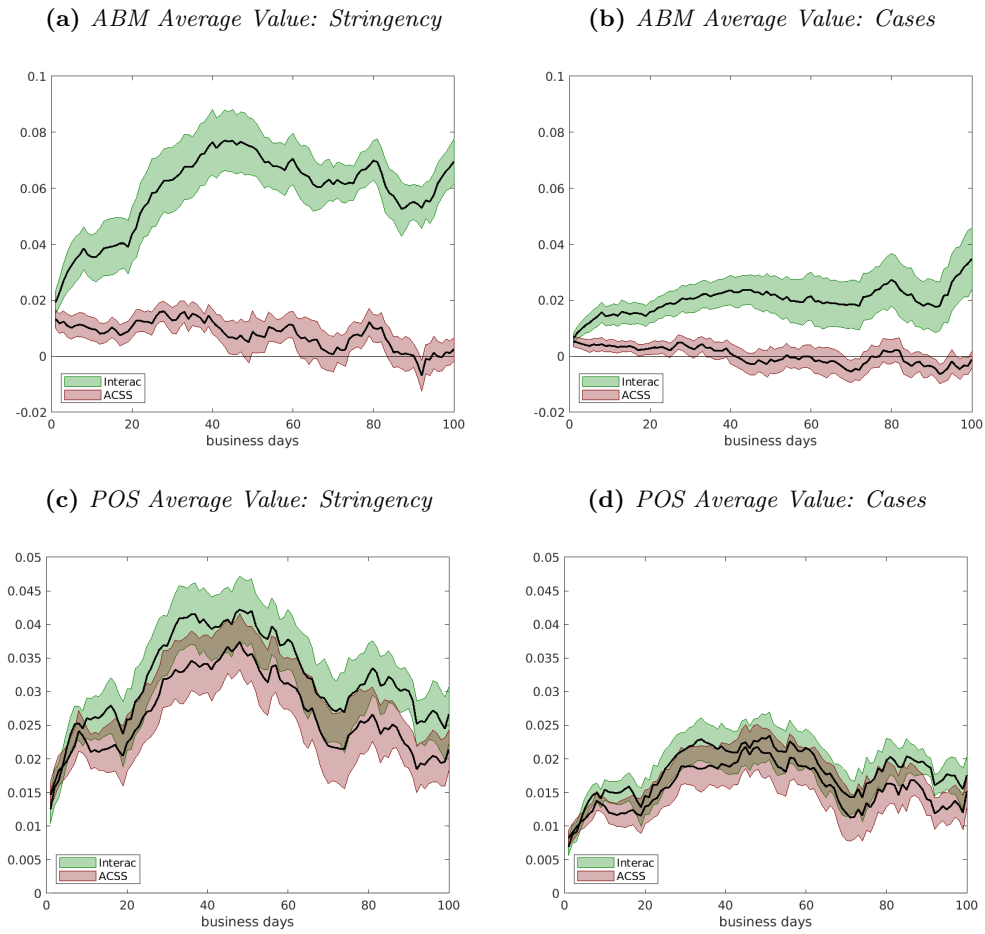 (a) ABM Average Value: Stringency
(b) ABM Average Value: Cases
0.1
0.08
0.06
0.04
0.02
0
-0.02
Interac
ACSS
0 20 40 60 80 100
business days
0.1
0.08
0.06
0.04
0.02
0
-0.02
Interac
ACSS
0 20 40 60 80 100
business days
(c) POS Average Value: Stringency
(d) POS Average Value: Cases
0.05
0.045
0.04
0.035
0.03
0.025
0.02
0.015
0.01
0.005
0
Interac
ACSS
0 20 40 60 80 100
business days
0.05
0.045
0.04
0.035
0.03
0.025
0.02
0.015
0.01
0.005
0
Interac
ACSS
0 20 40 60 80 100
business days